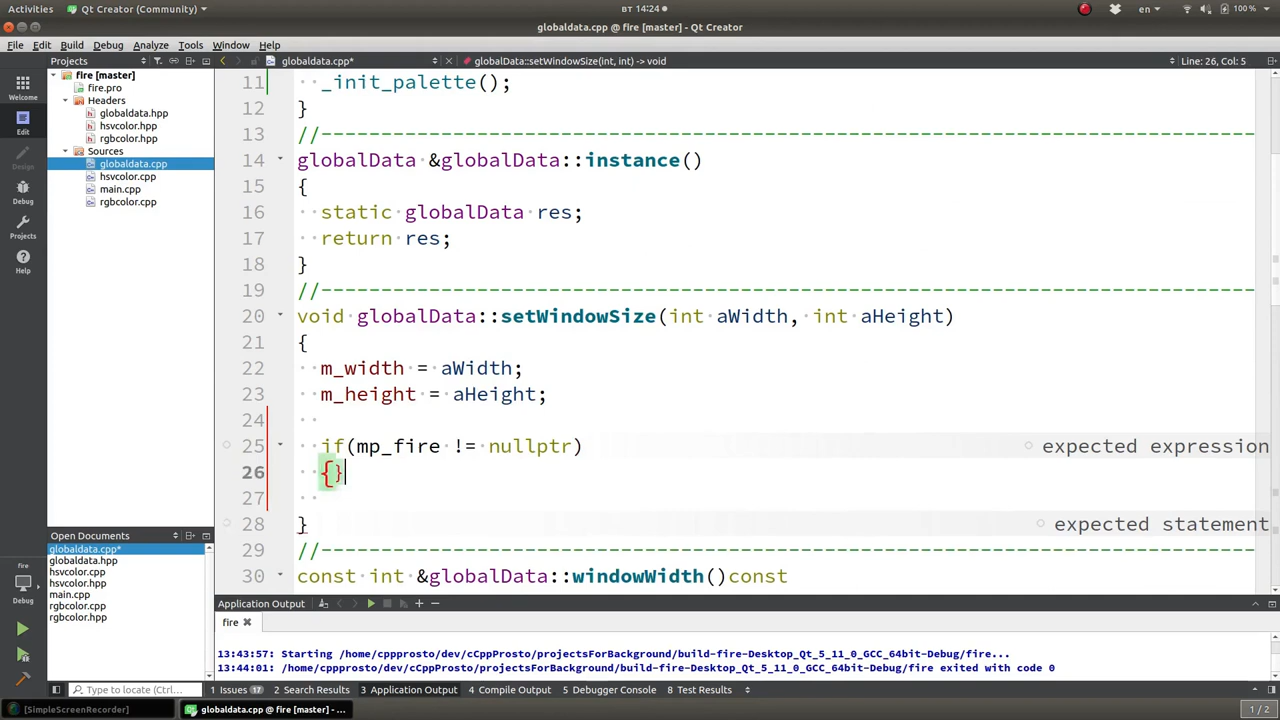 Activities Qt Creator (Community) Вт 14:24 en 100 %
globaldata.cpp @ fire [master] - Qt Creator
File Edit Build Debug Analyze Tools Window Help
Projects globaldata.cpp* globalData::setWindowSize(int, int) -> void Line: 26, Col: 5
fire [master]
fire.pro
Headers
globaldata.hpp
hsvcolor.hpp
rgbcolor.hpp
Sources
globaldata.cpp
hsvcolor.cpp
main.cpp
rgbcolor.cpp
Welcome
Edit
Design
Debug
Projects
Help
11 _init_palette();
12 }
13 //------------------------------------------------------------------------------
14 globalData &globalData::instance()
15 {
16 static globalData res;
17 return res;
18 }
19 //------------------------------------------------------------------------------
20 void globalData::setWindowSize(int aWidth, int aHeight)
21 {
22 m_width = aWidth;
23 m_height = aHeight;
24
25 if(mp_fire != nullptr) expected expression
26 {}
27
28 } expected statement
29 //------------------------------------------------------------------------------
30 const int &globalData::windowWidth()const
Open Documents
globaldata.cpp*
globaldata.hpp
hsvcolor.cpp
hsvcolor.hpp
main.cpp
rgbcolor.cpp
rgbcolor.hpp
fire
Debug
Application Output
fire
13:43:57: Starting /home/cppprosto/dev/cCppProsto/projectsForBackground/build-fire-Desktop_Qt_5_11_0_GCC_64bit-Debug/fire...
13:44:01: /home/cppprosto/dev/cCppProsto/projectsForBackground/build-fire-Desktop_Qt_5_11_0_GCC_64bit-Debug/fire exited with code 0
Type to locate (Ctrl... 1 Issues 17 2 Search Results 3 Application Output 4 Compile Output 5 Debugger Console 8 Test Results
[SimpleScreenRecorder] globaldata.cpp @ fire [master] - ... 1 / 2